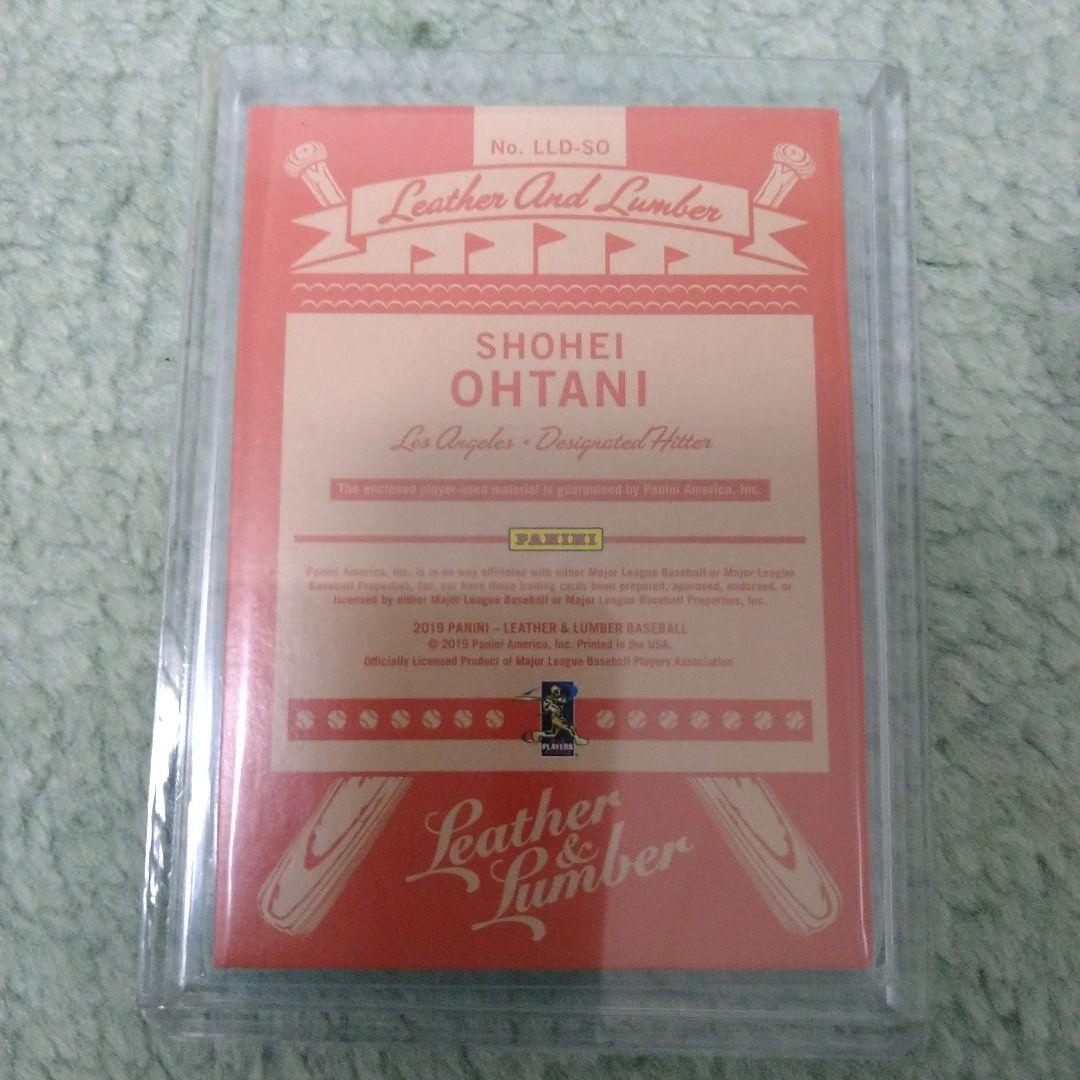 No. LLD-SO
Leather And Lumber
SHOHEI
OHTANI
Los Angeles • Designated Hitter
The enclosed player-used material is guaranteed by Panini America, Inc.
PANINI
Panini America, Inc. is in no way affiliated with either Major League Baseball or Major League
Baseball Properties, Inc. nor have these trading cards been prepared, approved, endorsed, or
licensed by either Major League Baseball or Major League Baseball Properties, Inc.
2019 PANINI – LEATHER & LUMBER BASEBALL
© 2019 Panini America, Inc. Printed in the USA.
Officially Licensed Product of Major League Baseball Players Association
PLAYERS
Leather
&
Lumber